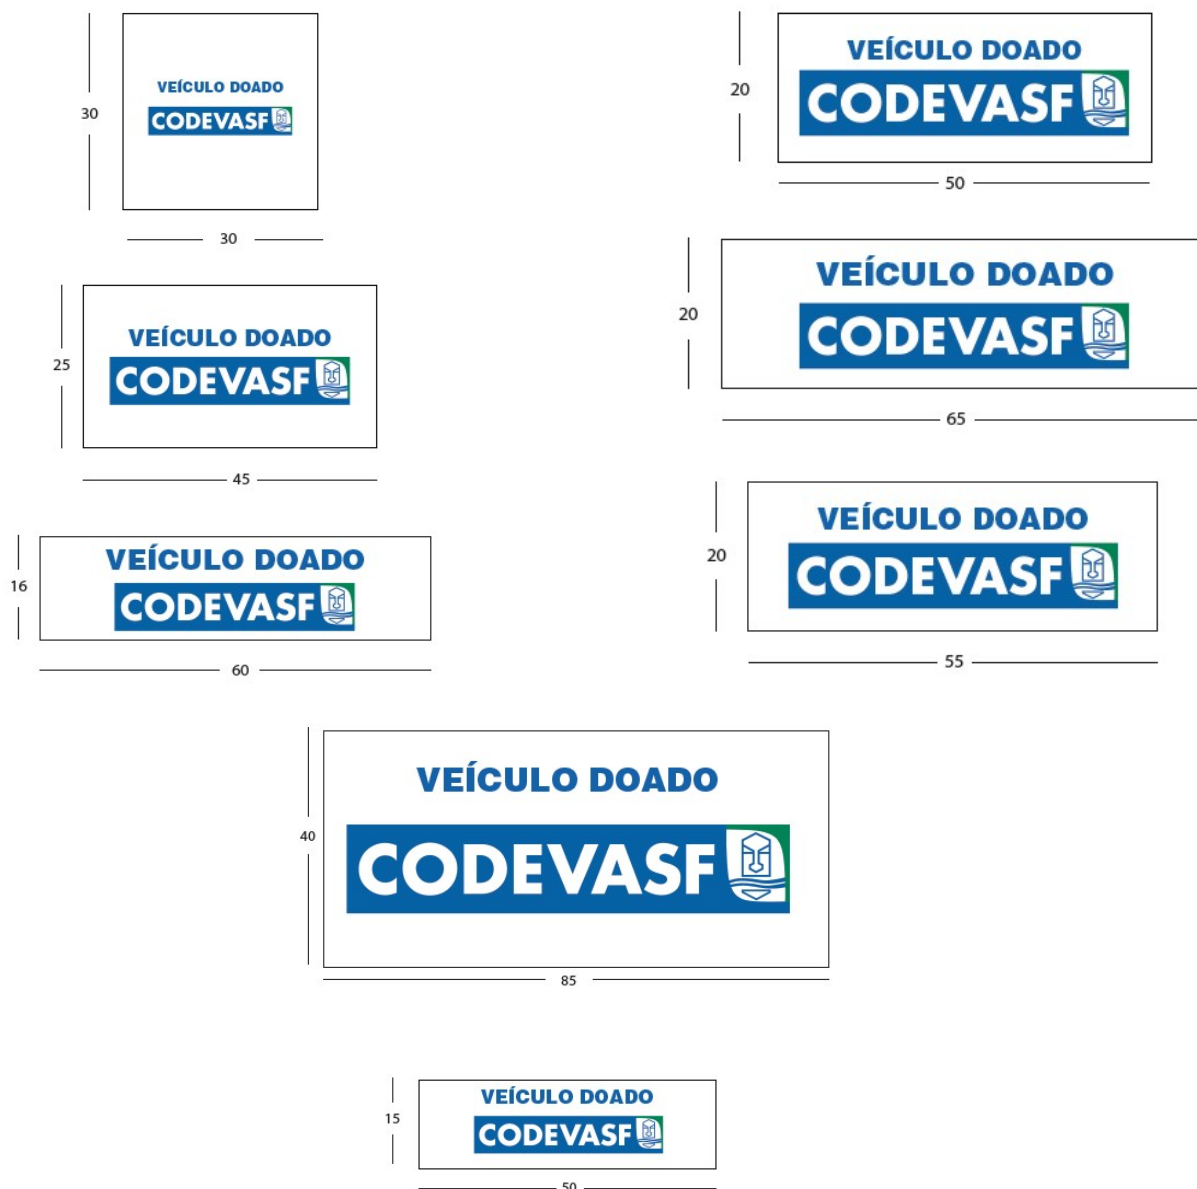 VEÍCULO DOADO
CODEVASF
30
30
VEÍCULO DOADO
CODEVASF
20
50
VEÍCULO DOADO
CODEVASF
20
65
VEÍCULO DOADO
CODEVASF
25
45
VEÍCULO DOADO
CODEVASF
20
55
VEÍCULO DOADO
CODEVASF
16
60
VEÍCULO DOADO
CODEVASF
40
85
VEÍCULO DOADO
CODEVASF
15
50